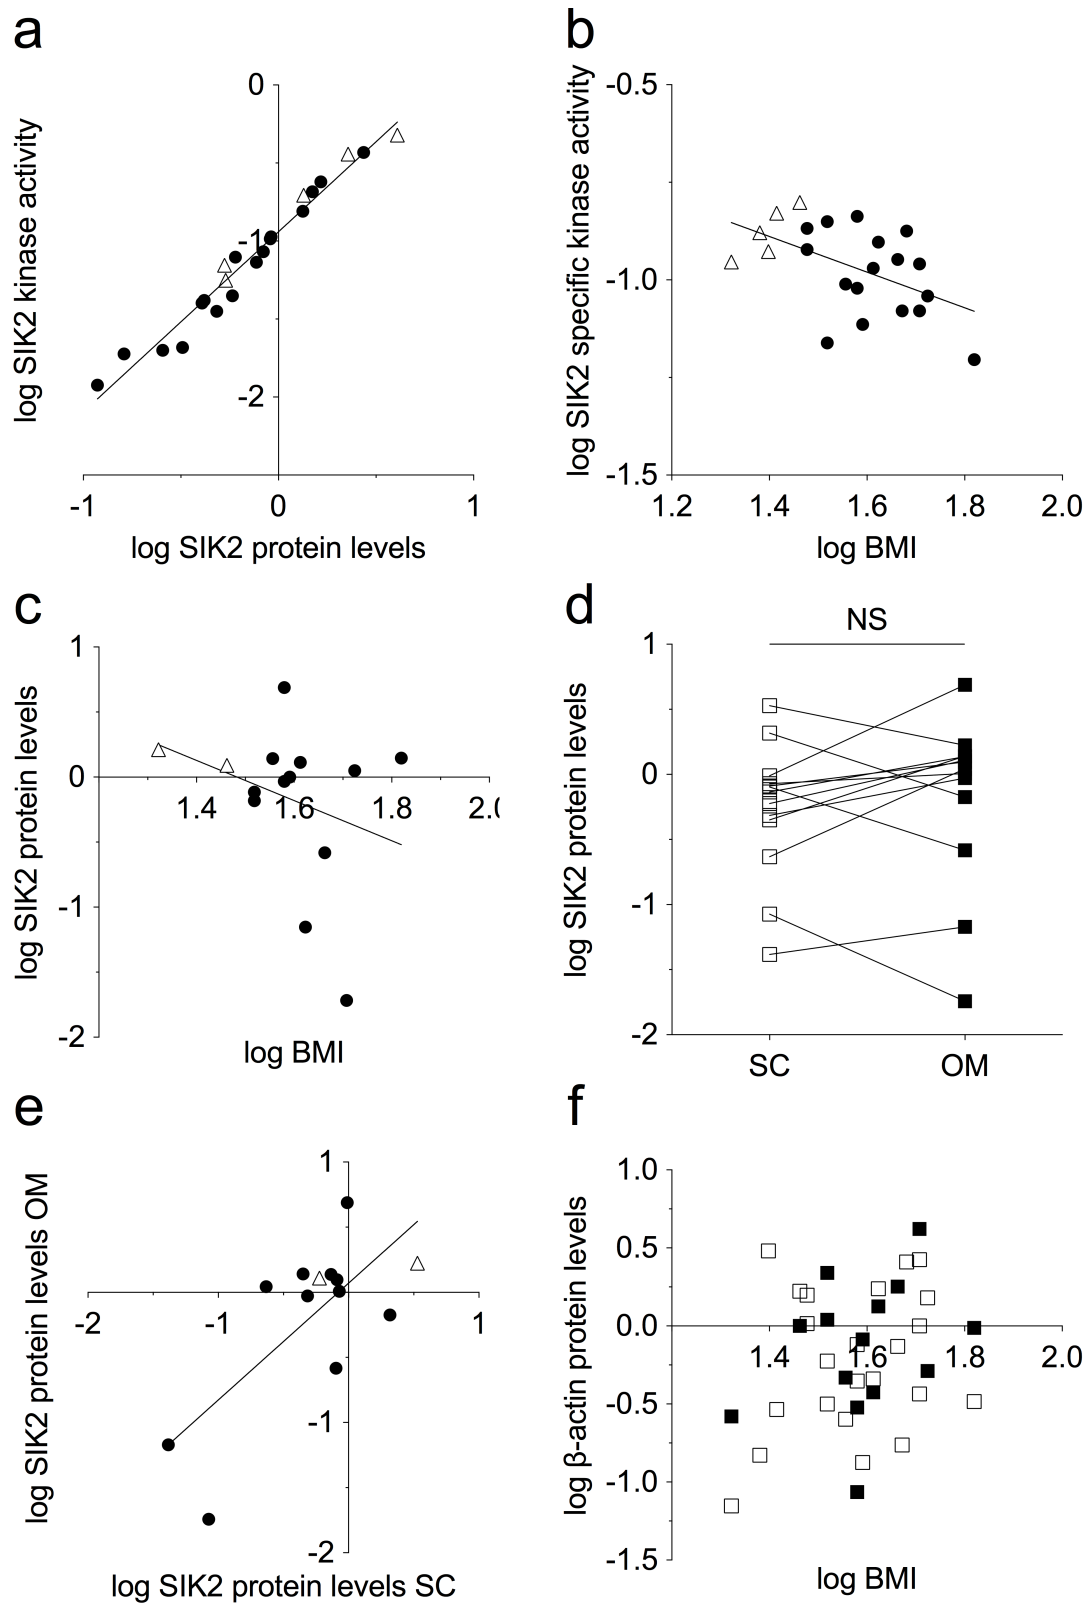 a
0
-1
-2
-1
0
1
log SIK2 kinase activity
log SIK2 protein levels
b
-0.5
-1.0
-1.5
1.2
1.4
1.6
1.8
2.0
log SIK2 specific kinase activity
log BMI
c
1
0
-1
-2
1.4
1.6
1.8
2.0
log SIK2 protein levels
log BMI
d
NS
1
0
-1
-2
SC
OM
log SIK2 protein levels
e
1
-1
-2
-2
-1
1
log SIK2 protein levels OM
log SIK2 protein levels SC
f
1.0
0.5
0.0
-0.5
-1.0
-1.5
1.4
1.6
1.8
2.0
log β-actin protein levels
log BMI